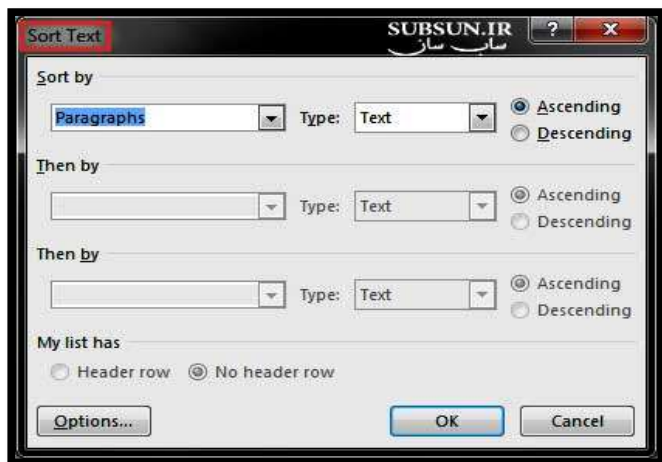 Sort Text
SUBSUN.IR
ساب سان
? X
Sort by
Paragraphs Type: Text Ascending
Descending
Then by
Type: Text Ascending
Descending
Then by
Type: Text Ascending
Descending
My list has
Header row No header row
Options... OK Cancel